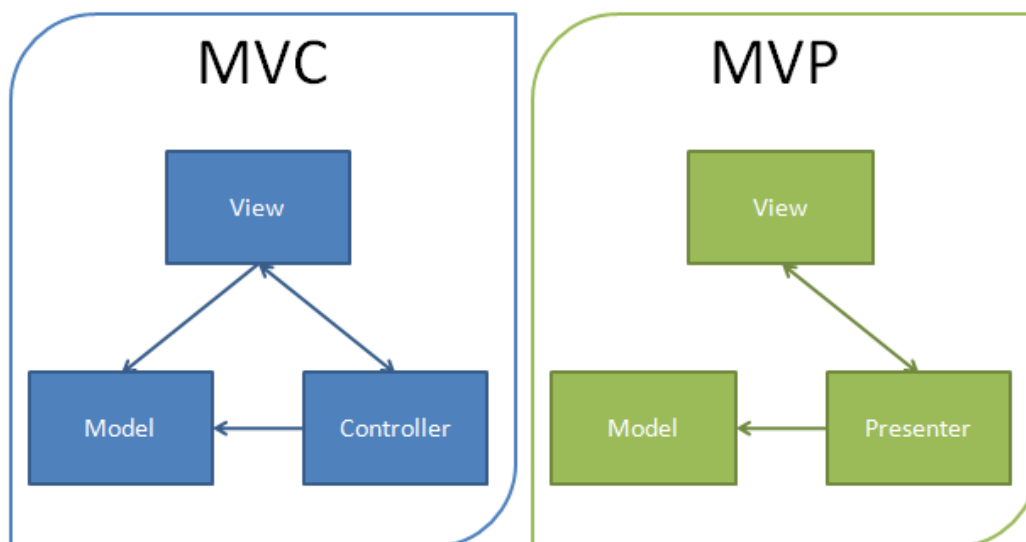 MVC
View
Model
Controller
MVP
View
Model
Presenter